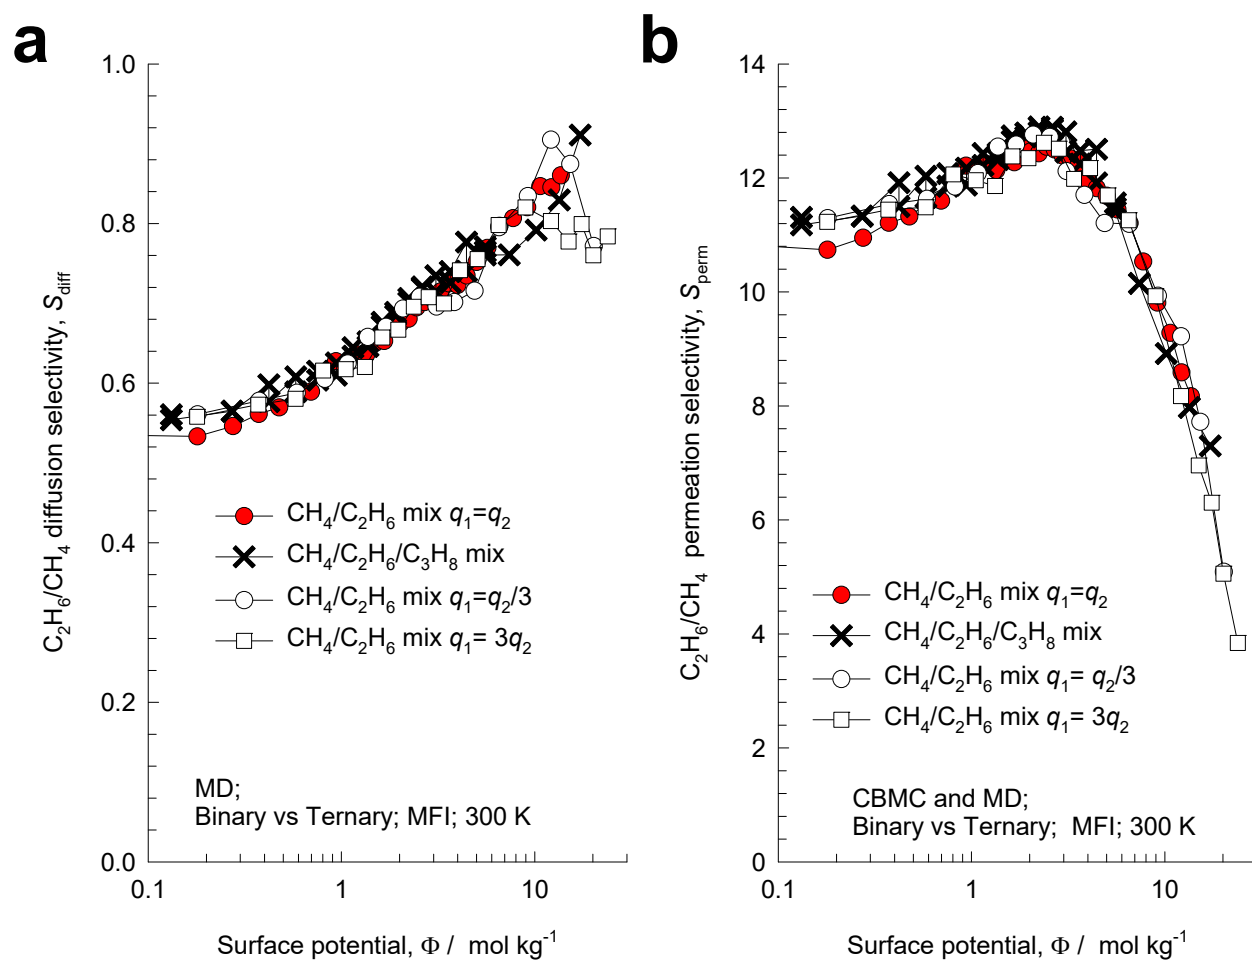 a
1.0
0.8
0.6
0.4
0.2
0.0
0.1
1
10
C₂H₆/CH₄ diffusion selectivity, S_diff
CH₄/C₂H₆ mix q₁=q₂
CH₄/C₂H₆/C₃H₈ mix
CH₄/C₂H₆ mix q₁=q₂/3
CH₄/C₂H₆ mix q₁= 3q₂
MD;
Binary vs Ternary; MFI; 300 K
Surface potential, Φ / mol kg⁻¹
b
14
12
10
8
6
4
2
0
0.1
1
10
C₂H₆/CH₄ permeation selectivity, S_perm
CH₄/C₂H₆ mix q₁=q₂
CH₄/C₂H₆/C₃H₈ mix
CH₄/C₂H₆ mix q₁= q₂/3
CH₄/C₂H₆ mix q₁= 3q₂
CBMC and MD;
Binary vs Ternary; MFI; 300 K
Surface potential, Φ / mol kg⁻¹